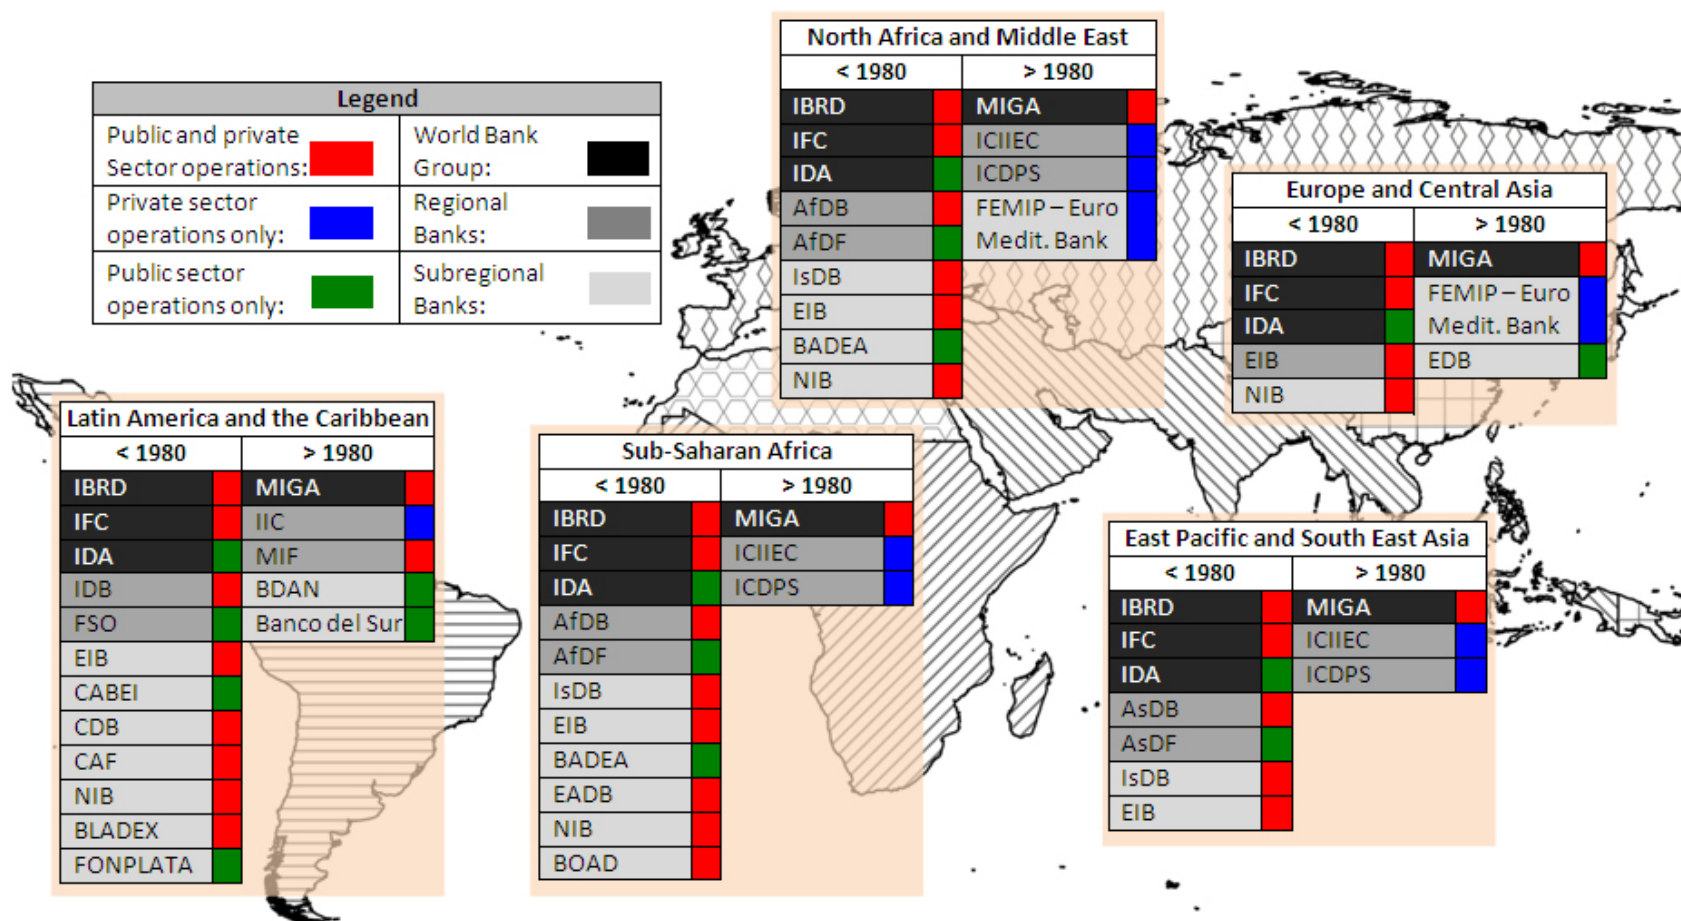 Legend
Public and private
Sector operations:
World Bank
Group:
Private sector
operations only:
Regional
Banks:
Public sector
operations only:
Subregional
Banks:
North Africa and Middle East
< 1980
> 1980
IBRD
MIGA
IFC
ICIIEC
IDA
ICDPS
AfDB
FEMIP – Euro
AfDF
Medit. Bank
IsDB
EIB
BADEA
NIB
Europe and Central Asia
< 1980
> 1980
IBRD
MIGA
IFC
FEMIP – Euro
IDA
Medit. Bank
EIB
EDB
NIB
Latin America and the Caribbean
< 1980
> 1980
IBRD
MIGA
IFC
IIC
IDA
MIF
IDB
BDAN
FSO
Banco del Sur
EIB
CABEI
CDB
CAF
NIB
BLADEX
FONPLATA
Sub-Saharan Africa
< 1980
> 1980
IBRD
MIGA
IFC
ICIIEC
IDA
ICDPS
AfDB
AfDF
IsDB
EIB
BADEA
EADB
NIB
BOAD
East Pacific and South East Asia
< 1980
> 1980
IBRD
MIGA
IFC
ICIIEC
IDA
ICDPS
AsDB
AsDF
IsDB
EIB